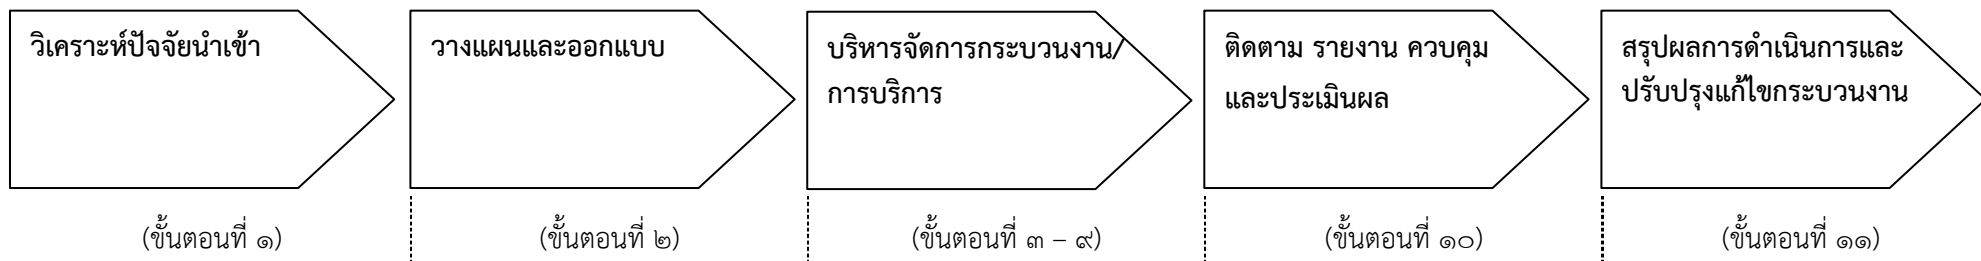 วิเคราะห์ปัจจัยนำเข้า
วางแผนและออกแบบ
บริหารจัดการกระบวนงาน/
การบริการ
ติดตาม รายงาน ควบคุม
และประเมินผล
สรุปผลการดำเนินการและ
ปรับปรุงแก้ไขกระบวนงาน
(ขั้นตอนที่ ๑)
(ขั้นตอนที่ ๒)
(ขั้นตอนที่ ๓ – ๙)
(ขั้นตอนที่ ๑๐)
(ขั้นตอนที่ ๑๑)